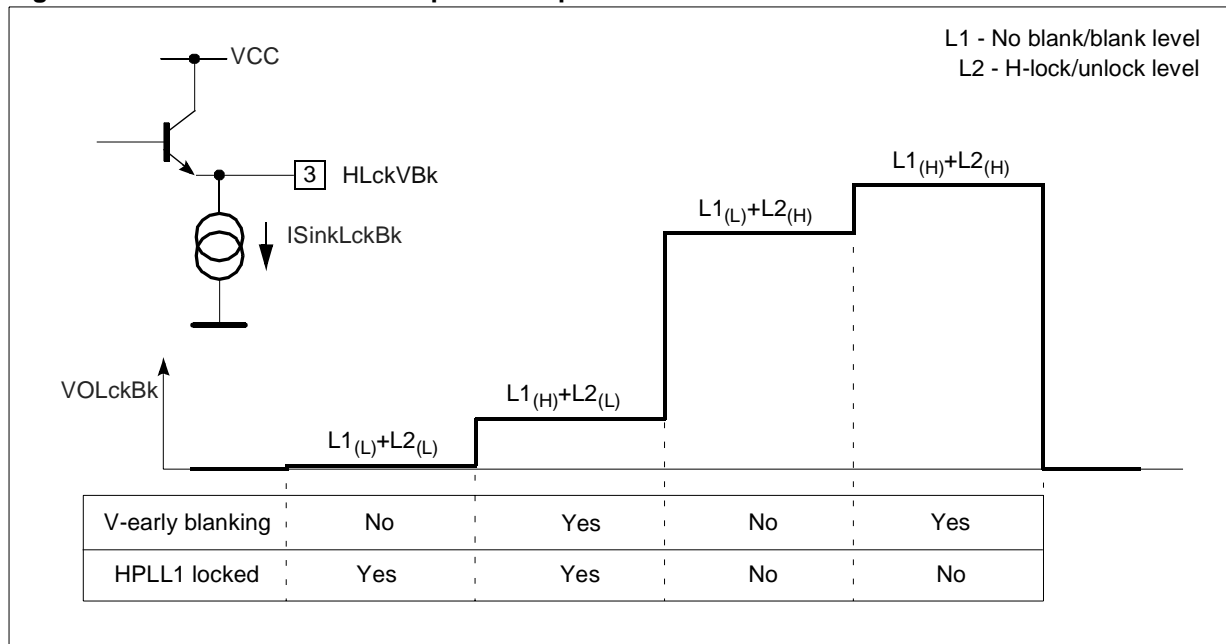 VCC
L1 - No blank/blank level
L2 - H-lock/unlock level
3 HLckVBk
ISinkLckBk
L1(H)+L2(H)
L1(L)+L2(H)
VOLckBk
L1(H)+L2(L)
L1(L)+L2(L)
V-early blanking No Yes No Yes
HPLL1 locked Yes Yes No No